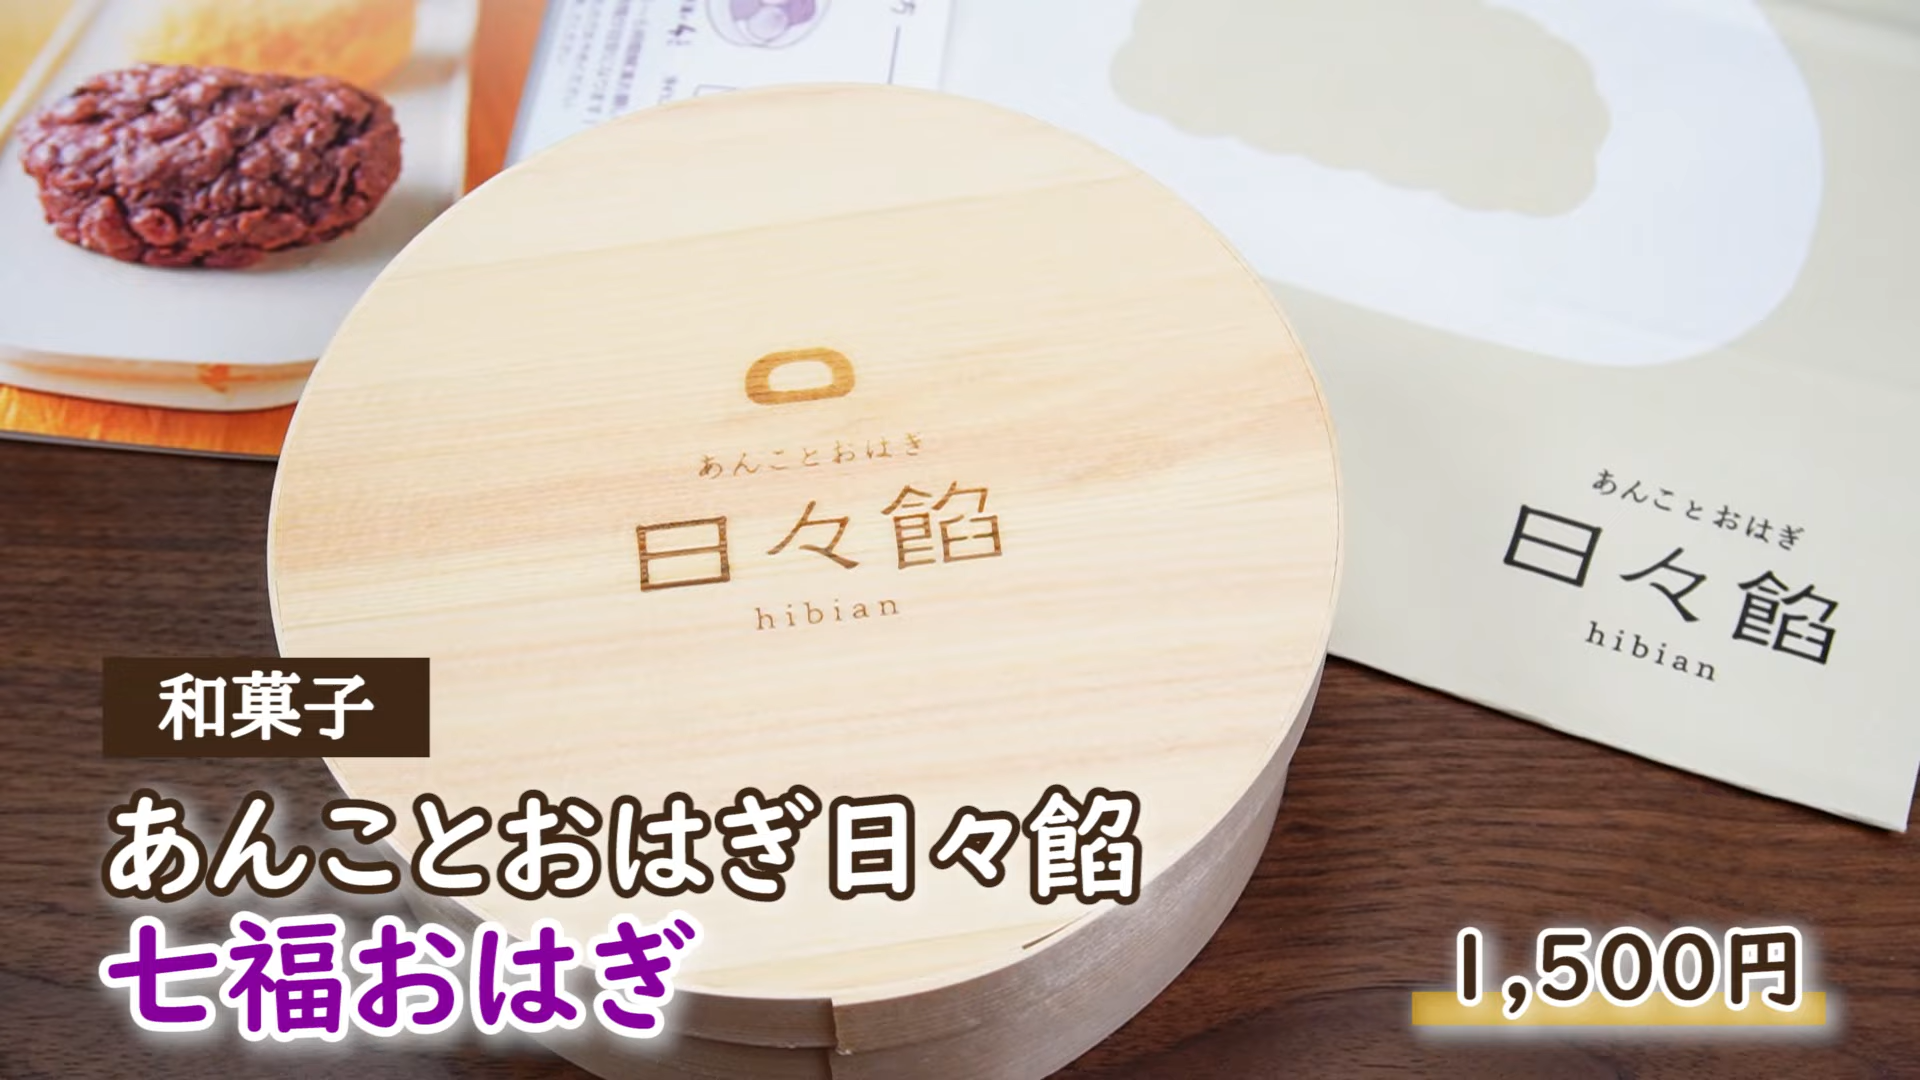 あんことおはぎ
日々餡
hibian
あんことおはぎ
日々餡
hibian
和菓子
あんことおはぎ日々餡
七福おはぎ
1,500円